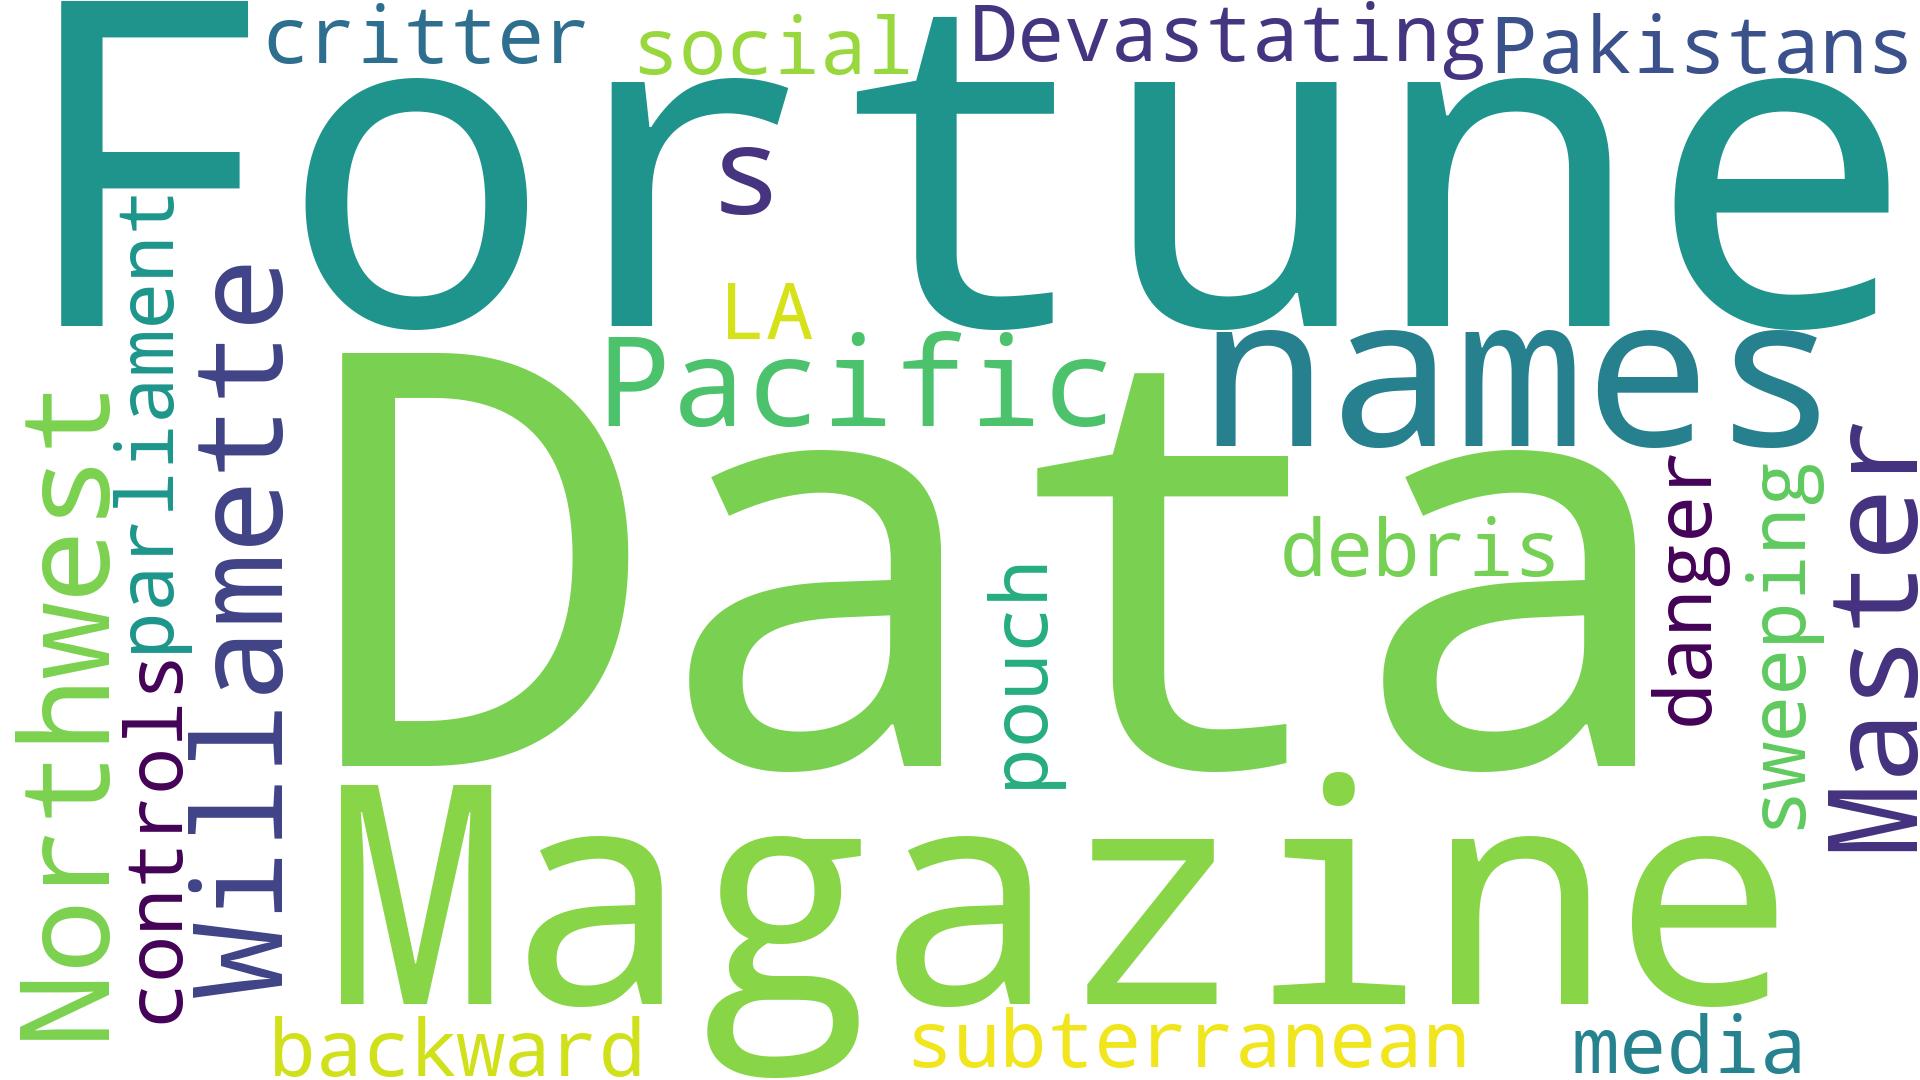 critter
social
Devastating
Pakistans
Fortune
s
LA
Pacific
names
Northwest
parliament
controls
Willamette
Data
debris
pouch
danger
sweeping
Master
Magazine
backward
subterranean
media